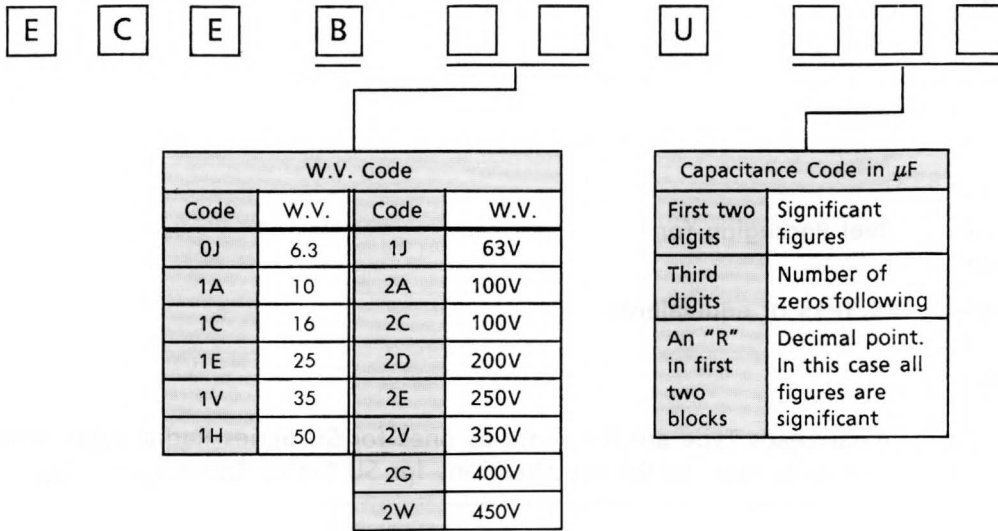 E C E B U
W.V. Code
Code W.V. Code W.V.
0J 6.3 1J 63V
1A 10 2A 100V
1C 16 2C 100V
1E 25 2D 200V
1V 35 2E 250V
1H 50 2V 350V
2G 400V
2W 450V
Capacitance Code in µF
First two digits
Significant figures
Third digits
Number of zeros following
An "R" in first two blocks
Decimal point. In this case all figures are significant